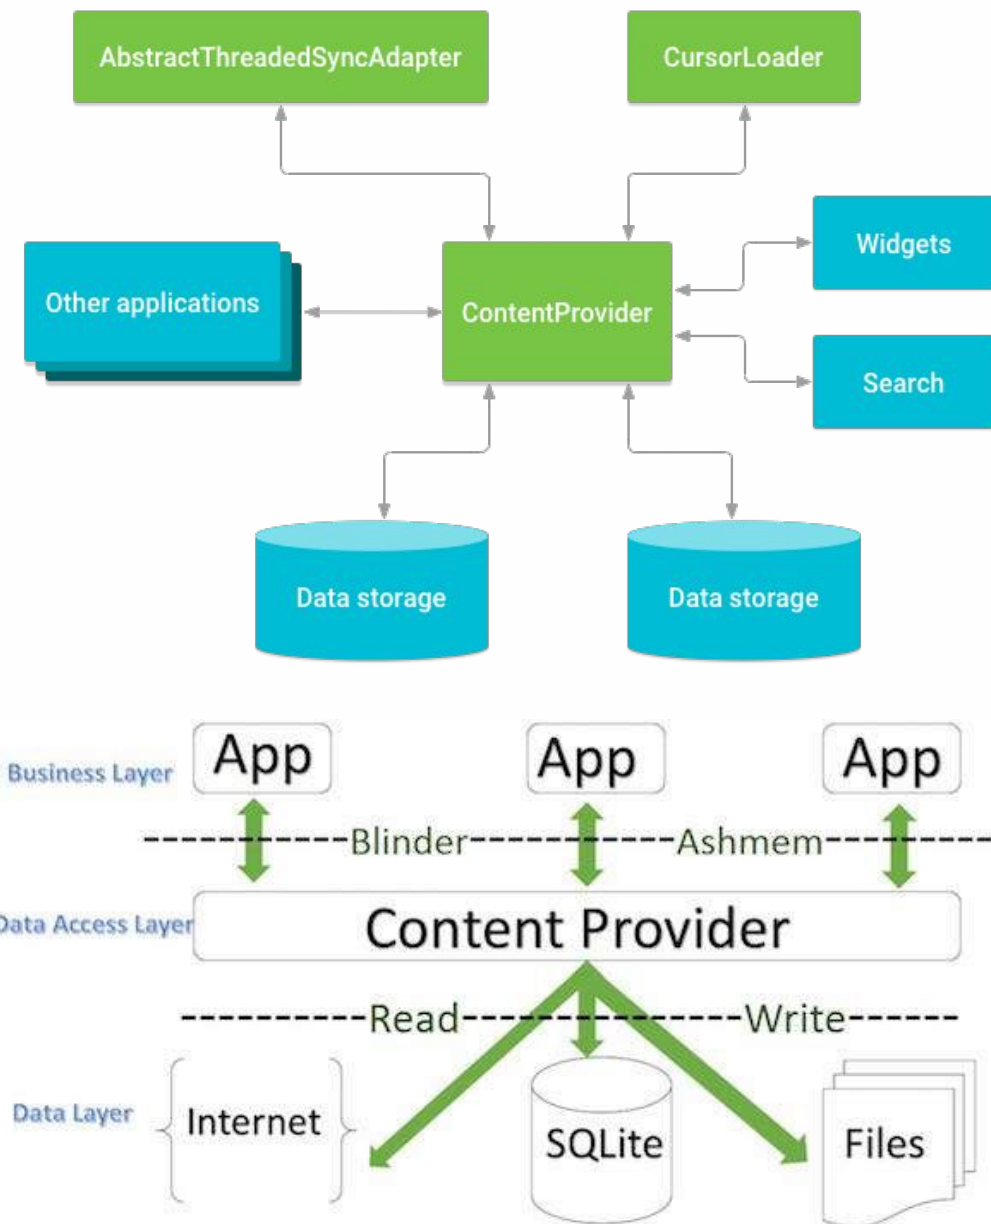 AbstractThreadedSyncAdapter
CursorLoader
Widgets
Other applications
ContentProvider
Search
Data storage
Data storage
App
App
App
Business Layer
Blinder
Ashmem
Data Access Layer
Content Provider
Read
Write
Data Layer
Internet
SQLite
Files